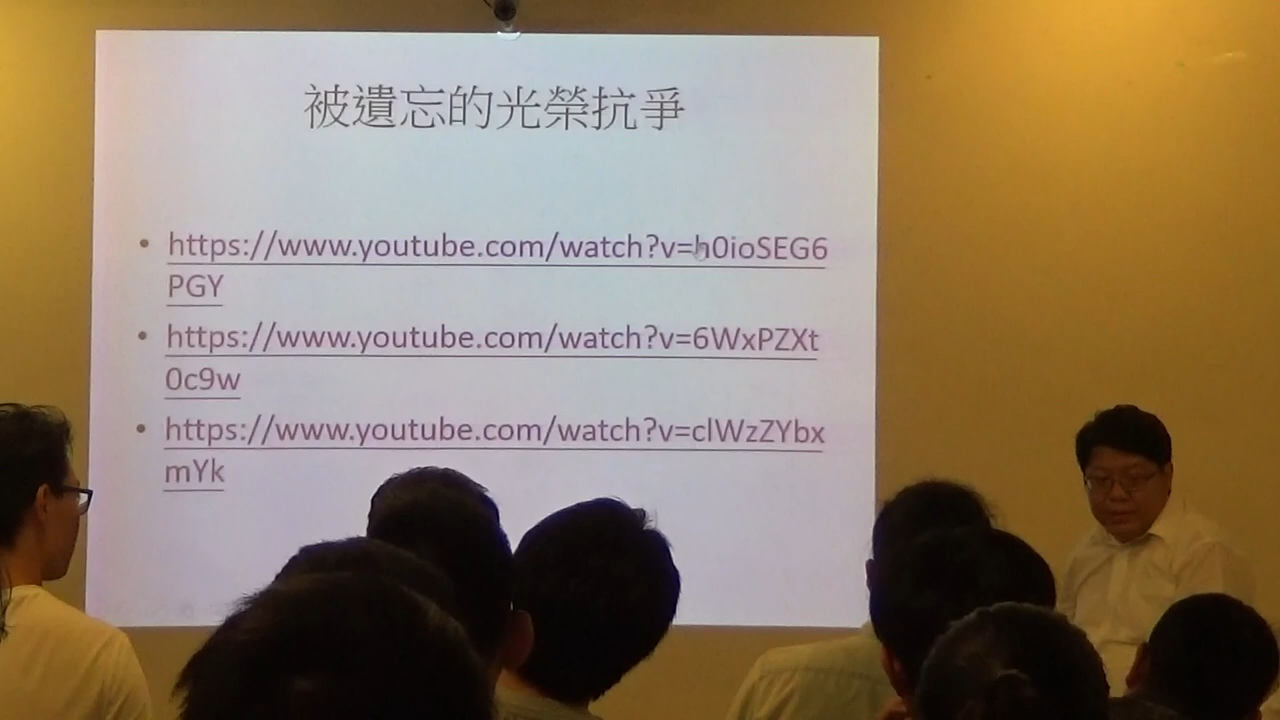 被遺忘的光榮抗爭
• https://www.youtube.com/watch?v=h0ioSEG6
PGY
• https://www.youtube.com/watch?v=6WxPZXt
0c9w
• https://www.youtube.com/watch?v=clWzZYbx
mYk